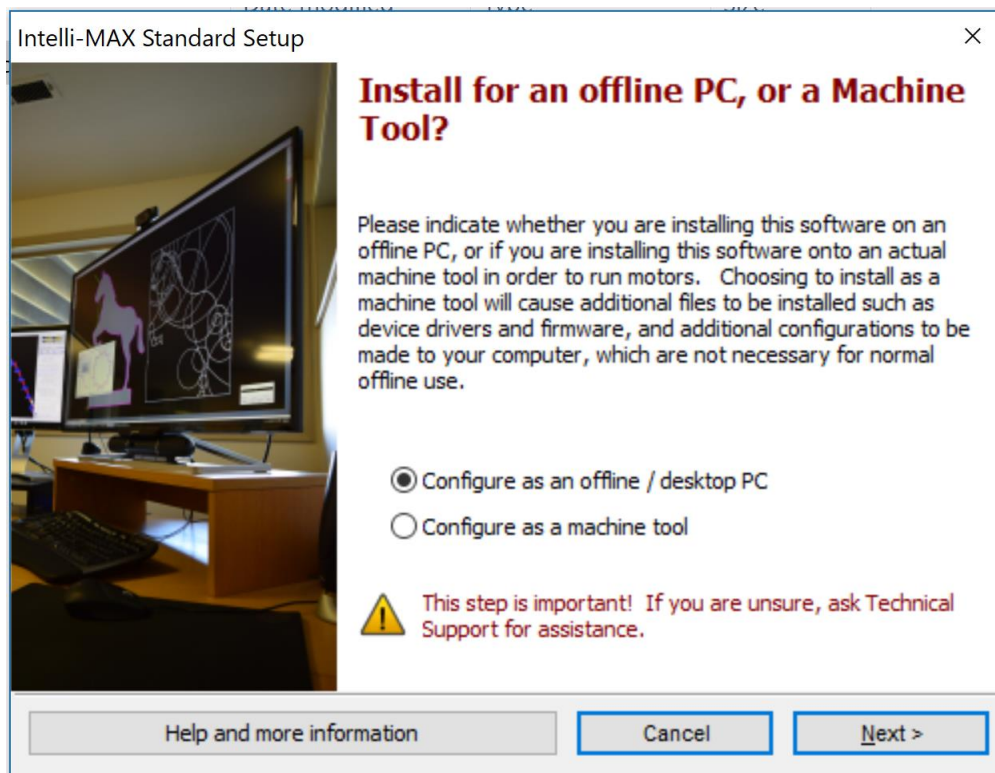 Intelli-MAX Standard Setup
Install for an offline PC, or a Machine
Tool?
Please indicate whether you are installing this software on an
offline PC, or if you are installing this software onto an actual
machine tool in order to run motors.   Choosing to install as a
machine tool will cause additional files to be installed such as
device drivers and firmware, and additional configurations to be
made to your computer, which are not necessary for normal
offline use.
Configure as an offline / desktop PC
Configure as a machine tool
This step is important!  If you are unsure, ask Technical
Support for assistance.
Help and more information
Cancel
Next >